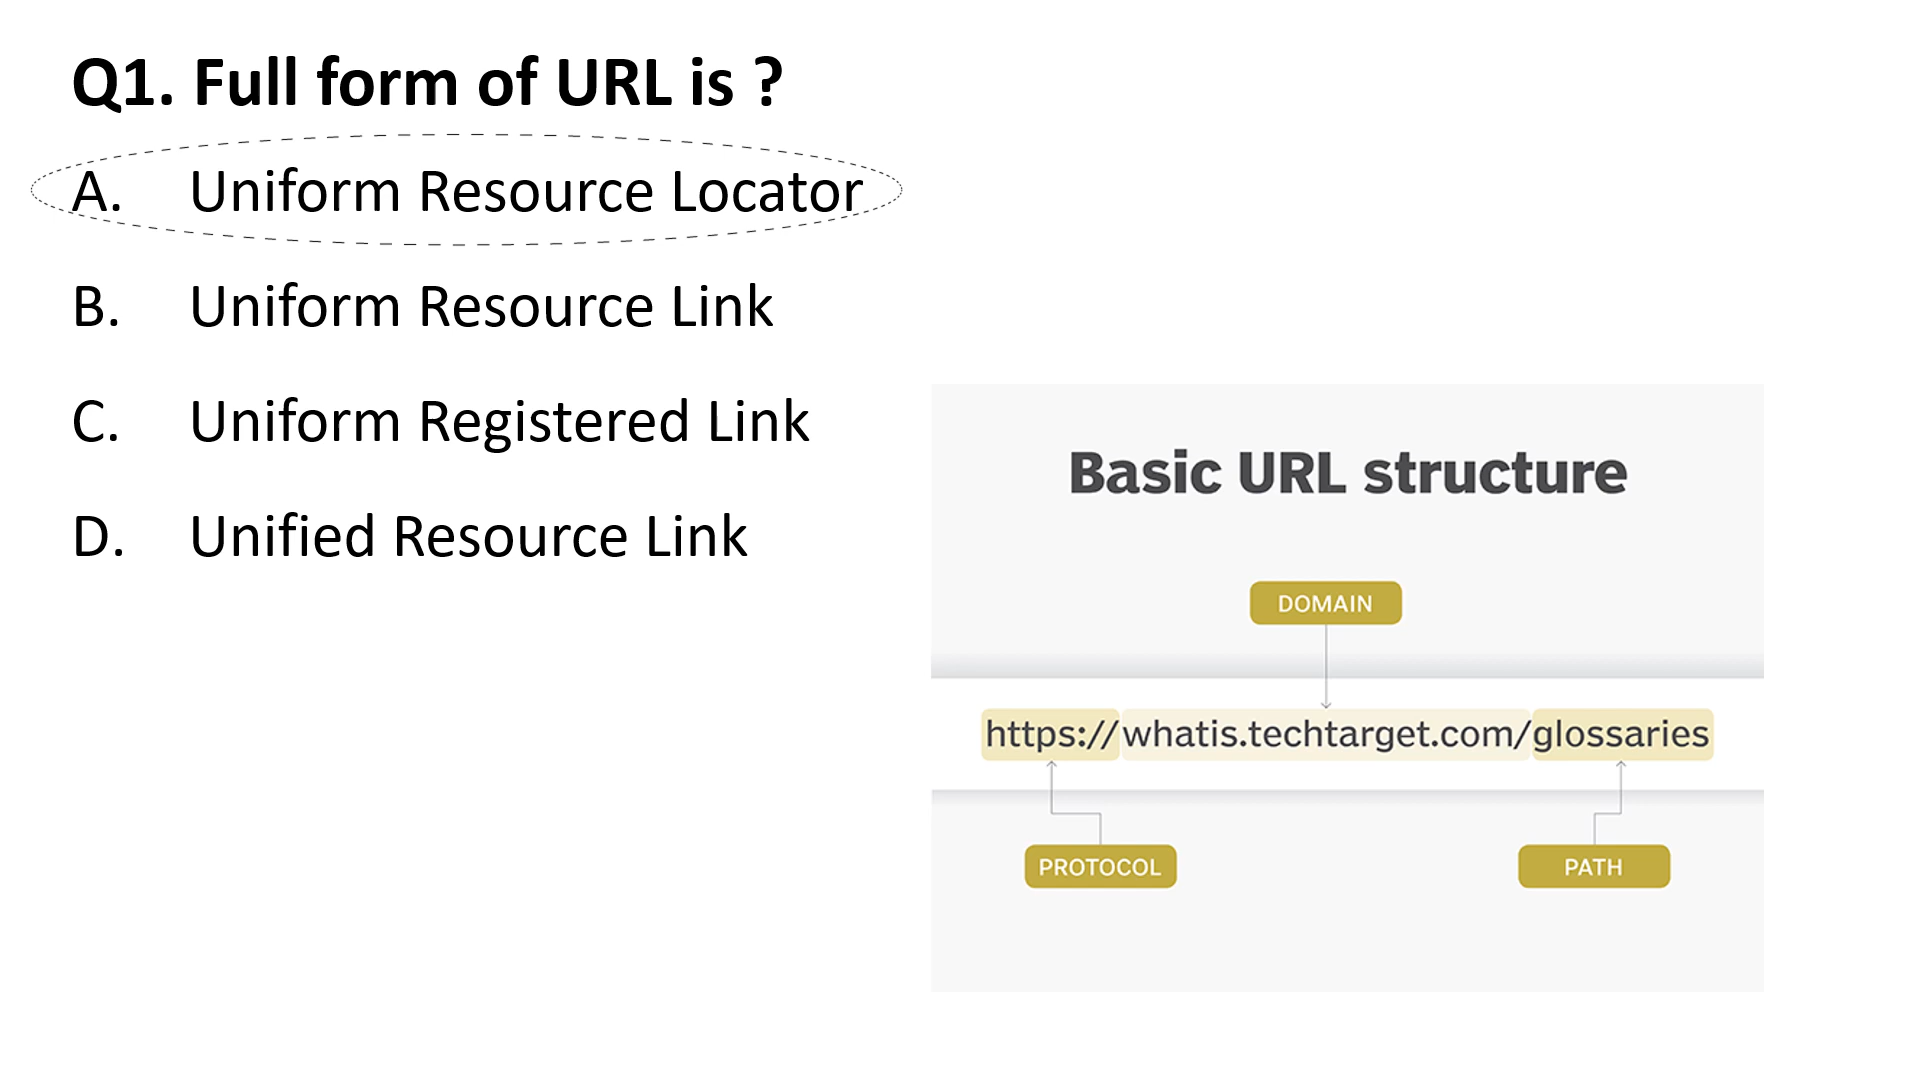 Q1. Full form of URL is ?
A. Uniform Resource Locator
B. Uniform Resource Link
C. Uniform Registered Link
D. Unified Resource Link
Basic URL structure
DOMAIN
https://whatis.techtarget.com/glossaries
PROTOCOL
PATH